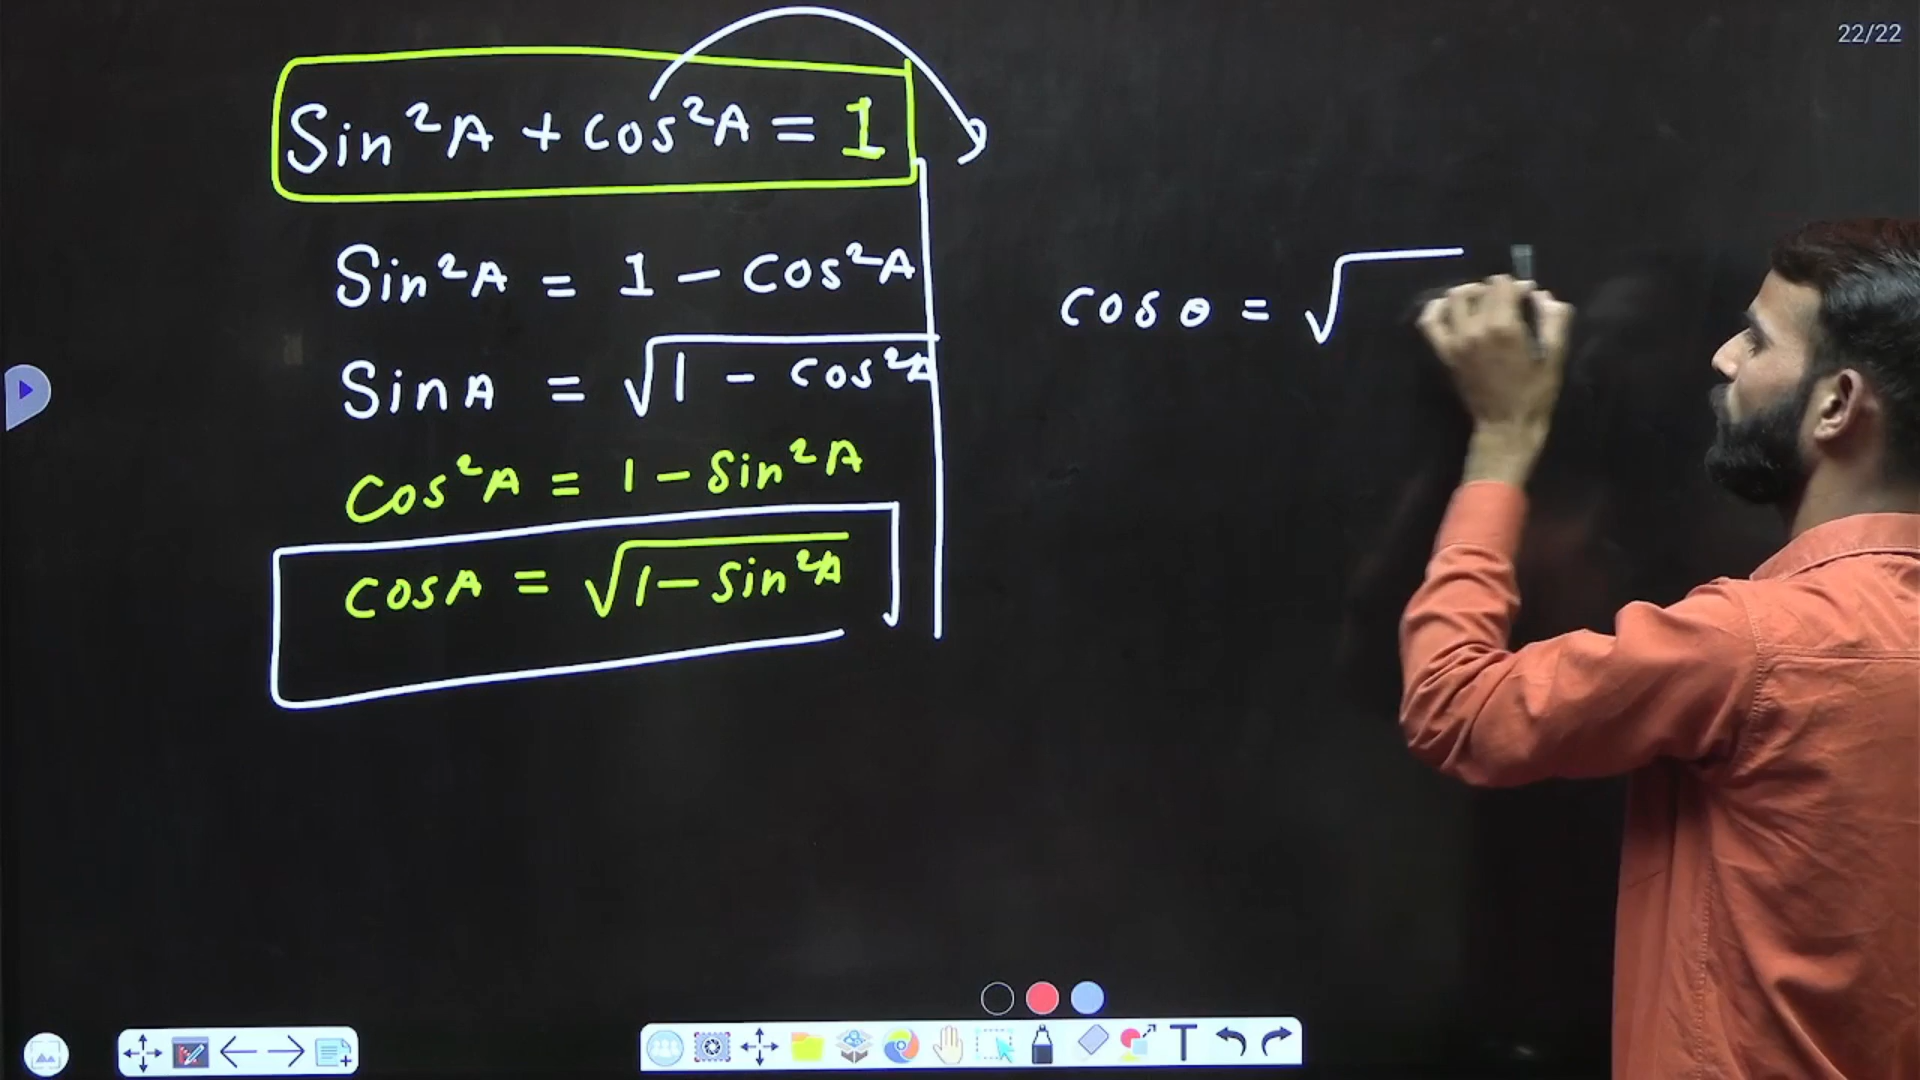 22/22
Sin²A + cos²A = 1
Sin²A = 1 - cos²A
SinA = √1 - cos²A
Cos²A = 1 - Sin²A
cosA = √1 - Sin²A
cosθ = √
T